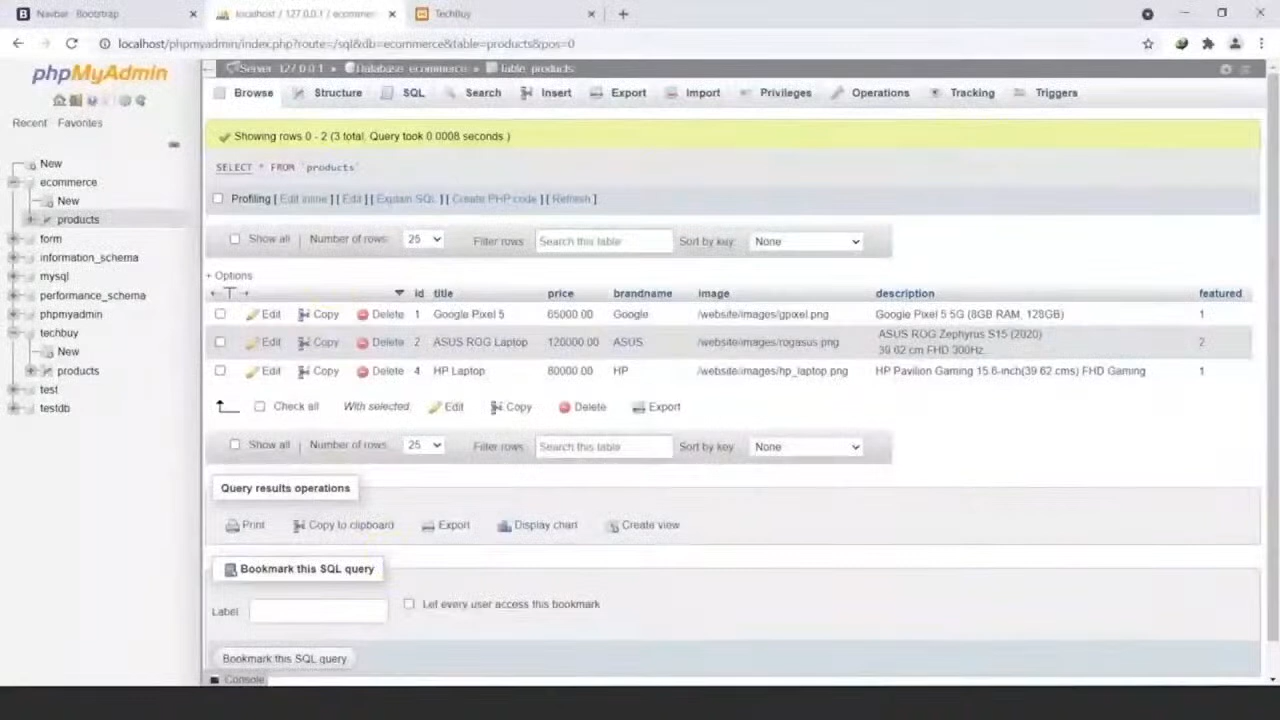 Navbar · Bootstrap
localhost / 127.0.0.1 / ecommer
TechBuy
localhost/phpmyadmin/index.php?route=/sql&db=ecommerce&table=products&pos=0
phpMyAdmin
Recent Favorites
New
ecommerce
New
products
form
information_schema
mysql
performance_schema
phpmyadmin
techbuy
New
products
test
testdb
Server: 127.0.0.1 » Database: ecommerce » Table: products
Browse Structure SQL Search Insert Export Import Privileges Operations Tracking Triggers
Showing rows 0 - 2 (3 total, Query took 0.0008 seconds.)
SELECT * FROM `products`
Profiling [ Edit inline ] [ Edit ] [ Explain SQL ] [ Create PHP code ] [ Refresh ]
Show all | Number of rows: 25 Filter rows: Search this table Sort by key: None
+ Options
id title price brandname image description featured
Edit Copy Delete 1 Google Pixel 5 65000.00 Google /website/images/gpixel.png Google Pixel 5 5G (8GB RAM, 128GB) 1
Edit Copy Delete 2 ASUS ROG Laptop 120000.00 ASUS /website/images/rogasus.png ASUS ROG Zephyrus S15 (2020) 2
39.62 cm FHD 300Hz
Edit Copy Delete 4 HP Laptop 80000.00 HP /website/images/hp_laptop.png HP Pavilion Gaming 15.6-inch(39.62 cms) FHD Gaming 1
Check all With selected: Edit Copy Delete Export
Show all | Number of rows: 25 Filter rows: Search this table Sort by key: None
Query results operations
Print Copy to clipboard Export Display chart Create view
Bookmark this SQL query
Label: Let every user access this bookmark
Bookmark this SQL query
Console